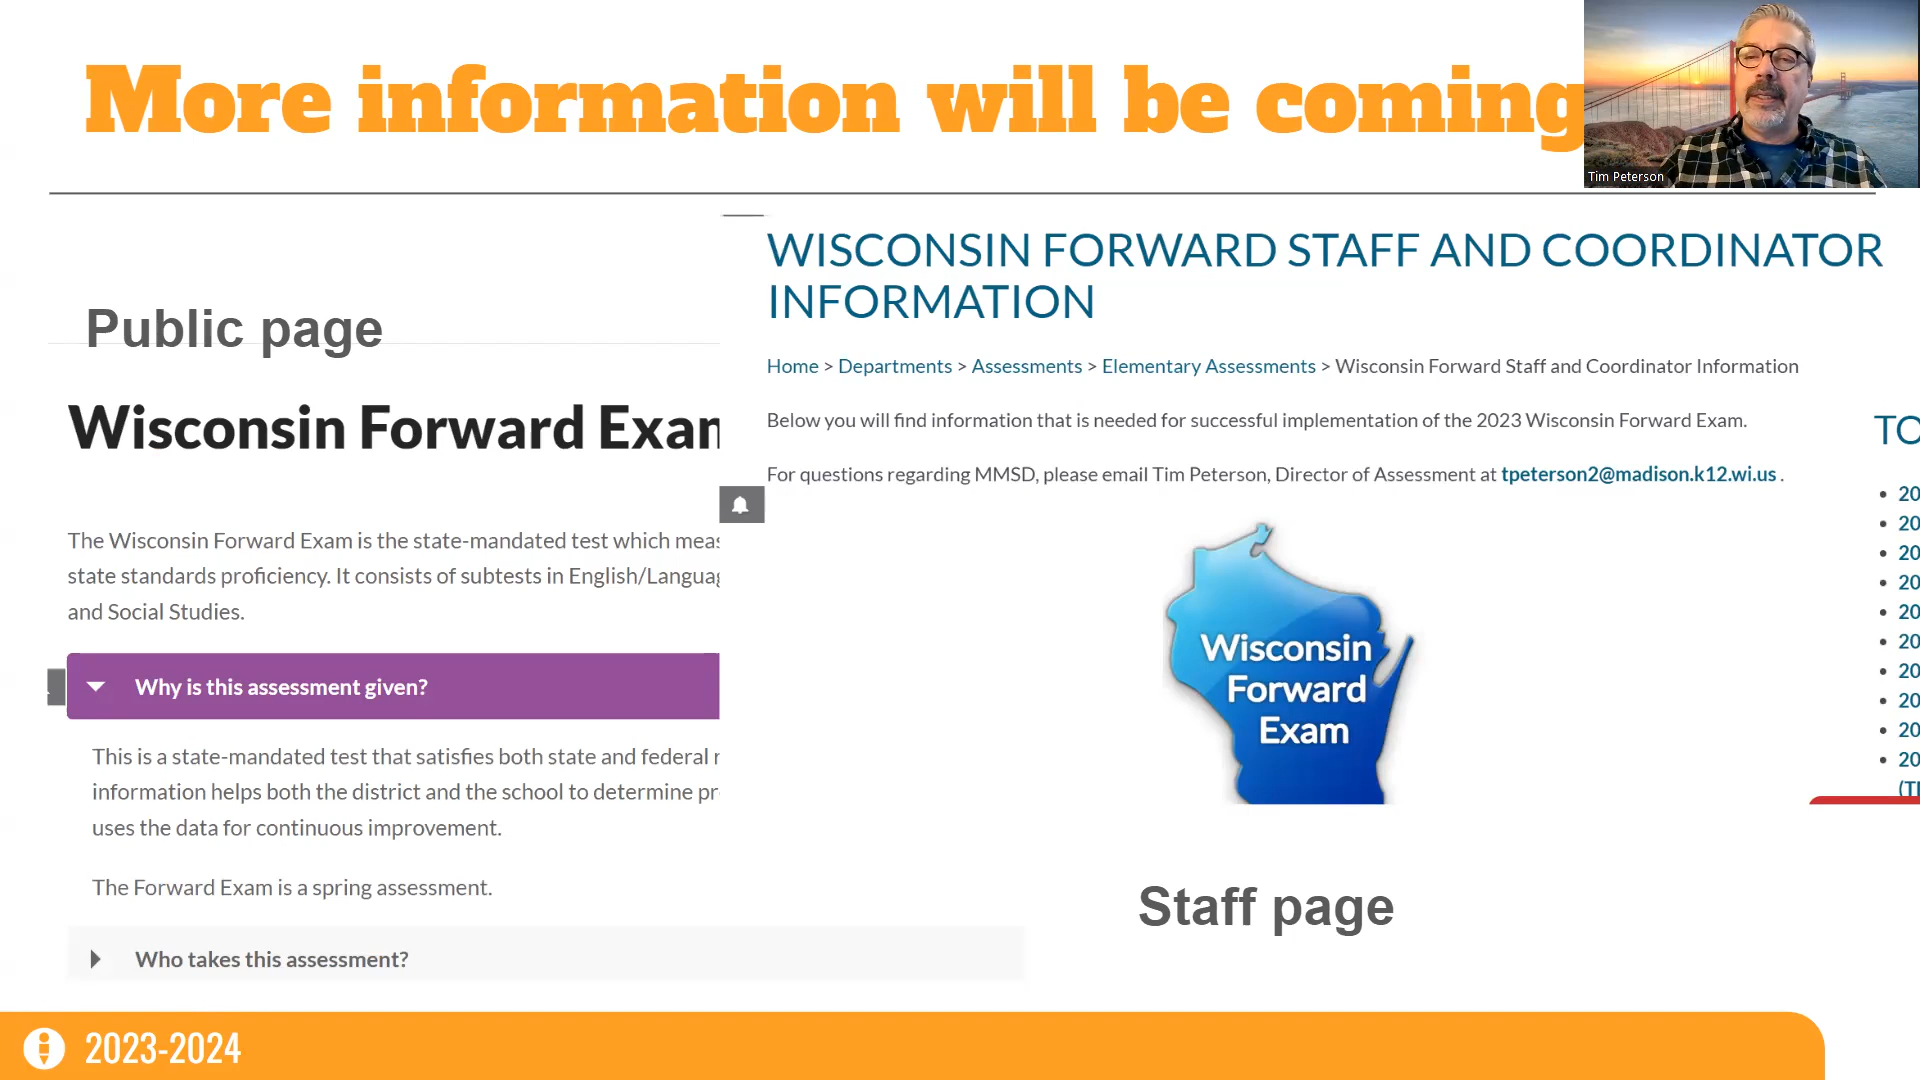 More information will be coming
Tim Peterson
Public page
Wisconsin Forward Exam
The Wisconsin Forward Exam is the state-mandated test which
state standards proficiency. It consists of subtests in
and Social Studies.
Why is this assessment given?
This is a state-mandated test that satisfies both state and federal
information helps both the district and the school to determine
uses the data for continuous improvement.
The Forward Exam is a spring assessment.
Who takes this assessment?
WISCONSIN FORWARD STAFF AND COORDINATOR
INFORMATION
Home > Departments > Assessments > Elementary Assessments > Wisconsin Forward Staff and Coordinator Information
Below you will find information that is needed for successful implementation of the 2023 Wisconsin Forward Exam.
For questions regarding MMSD, please email Tim Peterson, Director of Assessment at tpeterson2@madison.k12.wi.us .
Wisconsin
Forward
Exam
Staff page
2023-2024